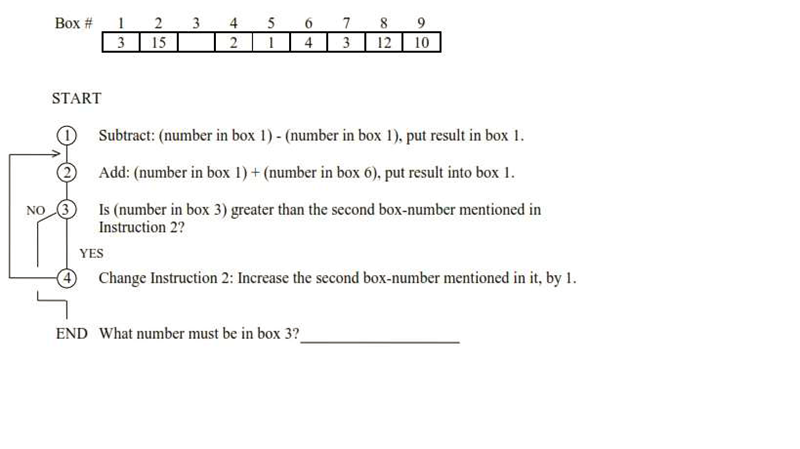 Box # 1 2 3 4 5 6 7 8 9
3 15 2 1 4 3 12 10
START
1 Subtract: (number in box 1) - (number in box 1), put result in box 1.
2 Add: (number in box 1) + (number in box 6), put result into box 1.
NO 3 Is (number in box 3) greater than the second box-number mentioned in
Instruction 2?
YES
4 Change Instruction 2: Increase the second box-number mentioned in it, by 1.
END What number must be in box 3?